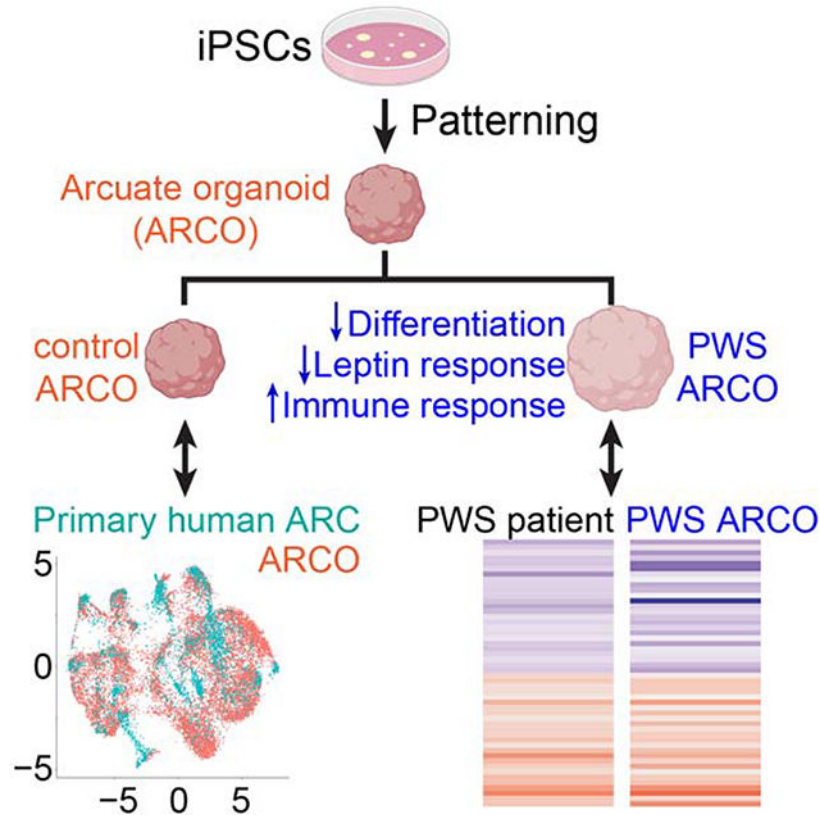 iPSCs
Patterning
Arcuate organoid
(ARCO)
control
ARCO
↓Differentiation
↓Leptin response
↑Immune response
PWS
ARCO
Primary human ARC
ARCO
5
0
−5
−5 0 5
PWS patient PWS ARCO